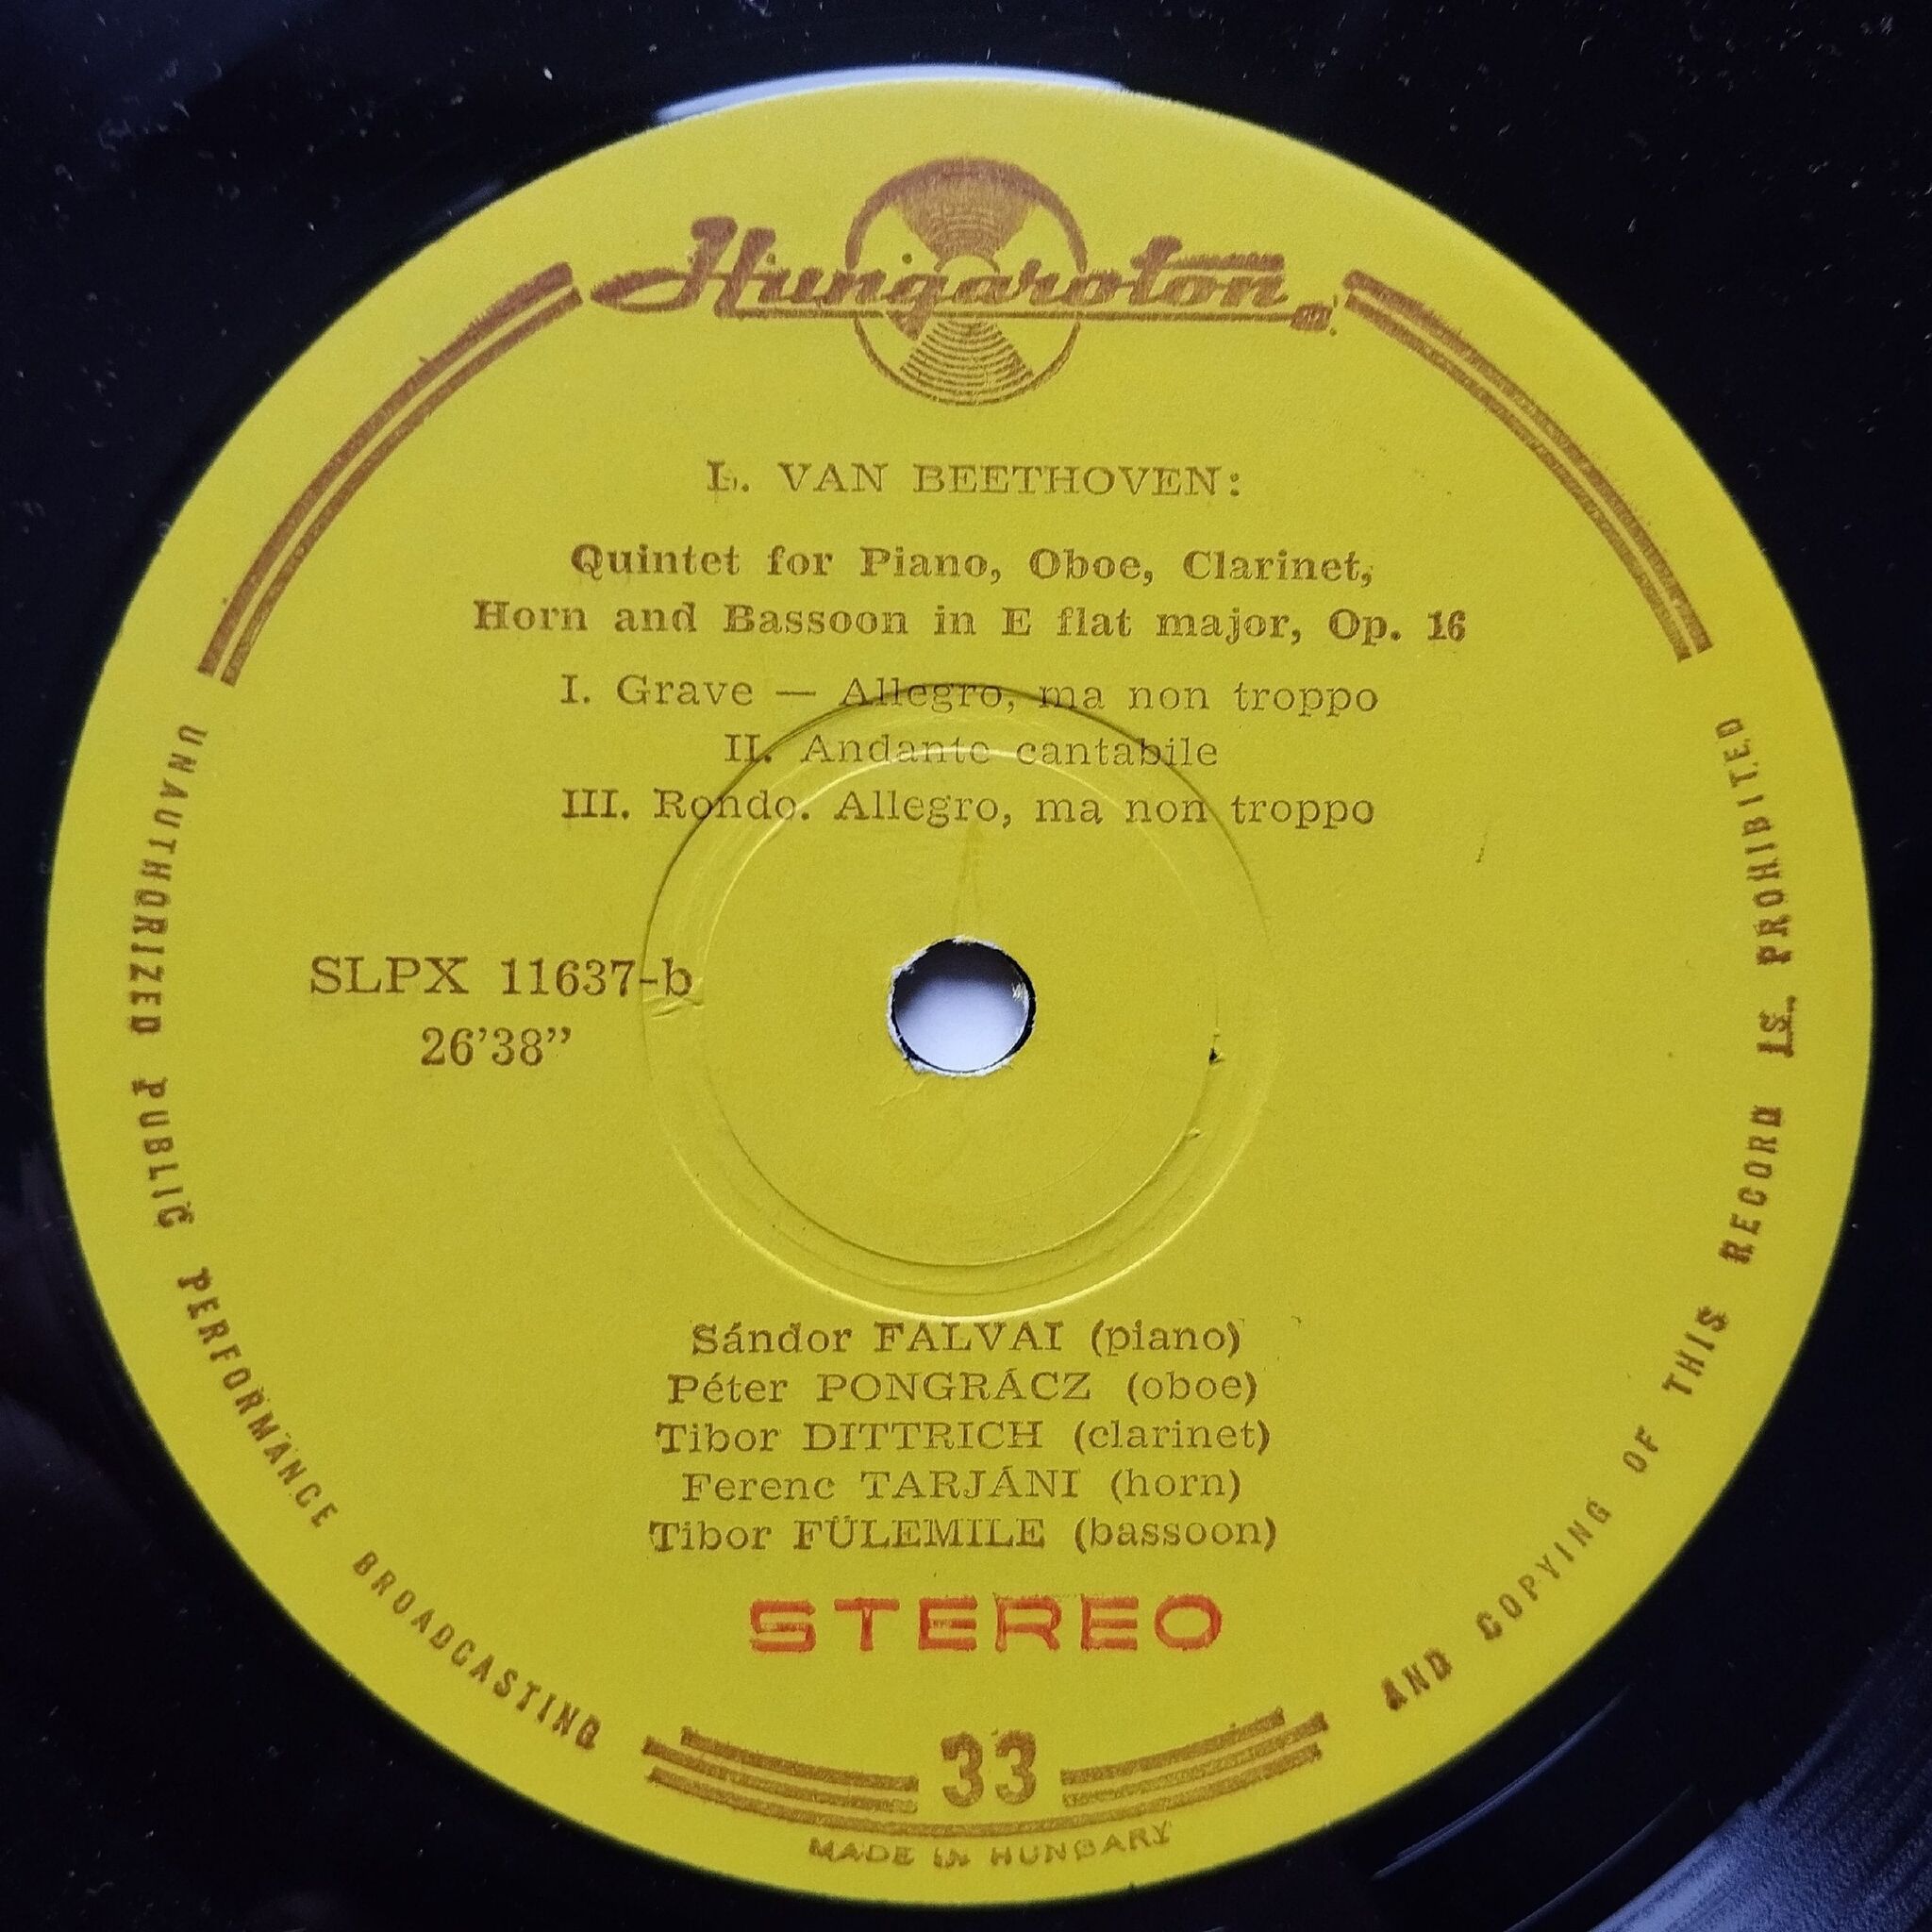 Hungaroton
L. VAN BEETHOVEN:
Quintet for Piano, Oboe, Clarinet,
Horn and Bassoon in E flat major, Op. 16
I. Grave — Allegro, ma non troppo
II. Andante cantabile
III. Rondo. Allegro, ma non troppo
SLPX 11637-b
26’38”
Sándor FALVAI (piano)
Péter PONGRÁCZ (oboe)
Tibor DITTRICH (clarinet)
Ferenc TARJÁNI (horn)
Tibor FÜLEMILE (bassoon)
STEREO
33
MADE IN HUNGARY
UNAUTHORIZED PUBLIC PERFORMANCE BROADCASTING AND COPYING OF THIS RECORD IS PROHIBITED